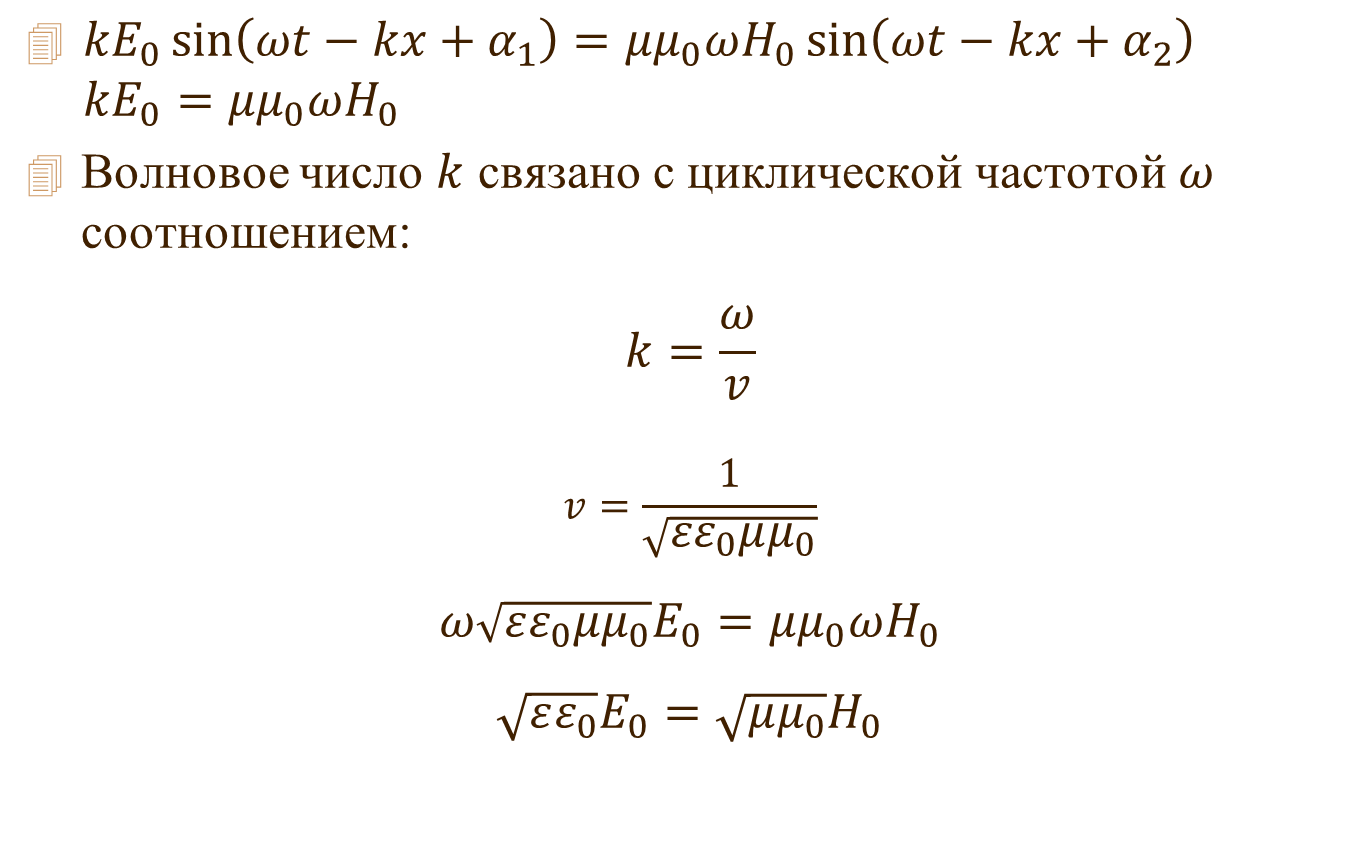 kE₀ sin(ωt − kx + α₁) = μμ₀ωH₀ sin(ωt − kx + α₂)
kE₀ = μμ₀ωH₀
Волновое число k связано с циклической частотой ω
соотношением:
k = ω/v
v = 1/√(εε₀μμ₀)
ω√(εε₀μμ₀)E₀ = μμ₀ωH₀
√(εε₀)E₀ = √(μμ₀)H₀